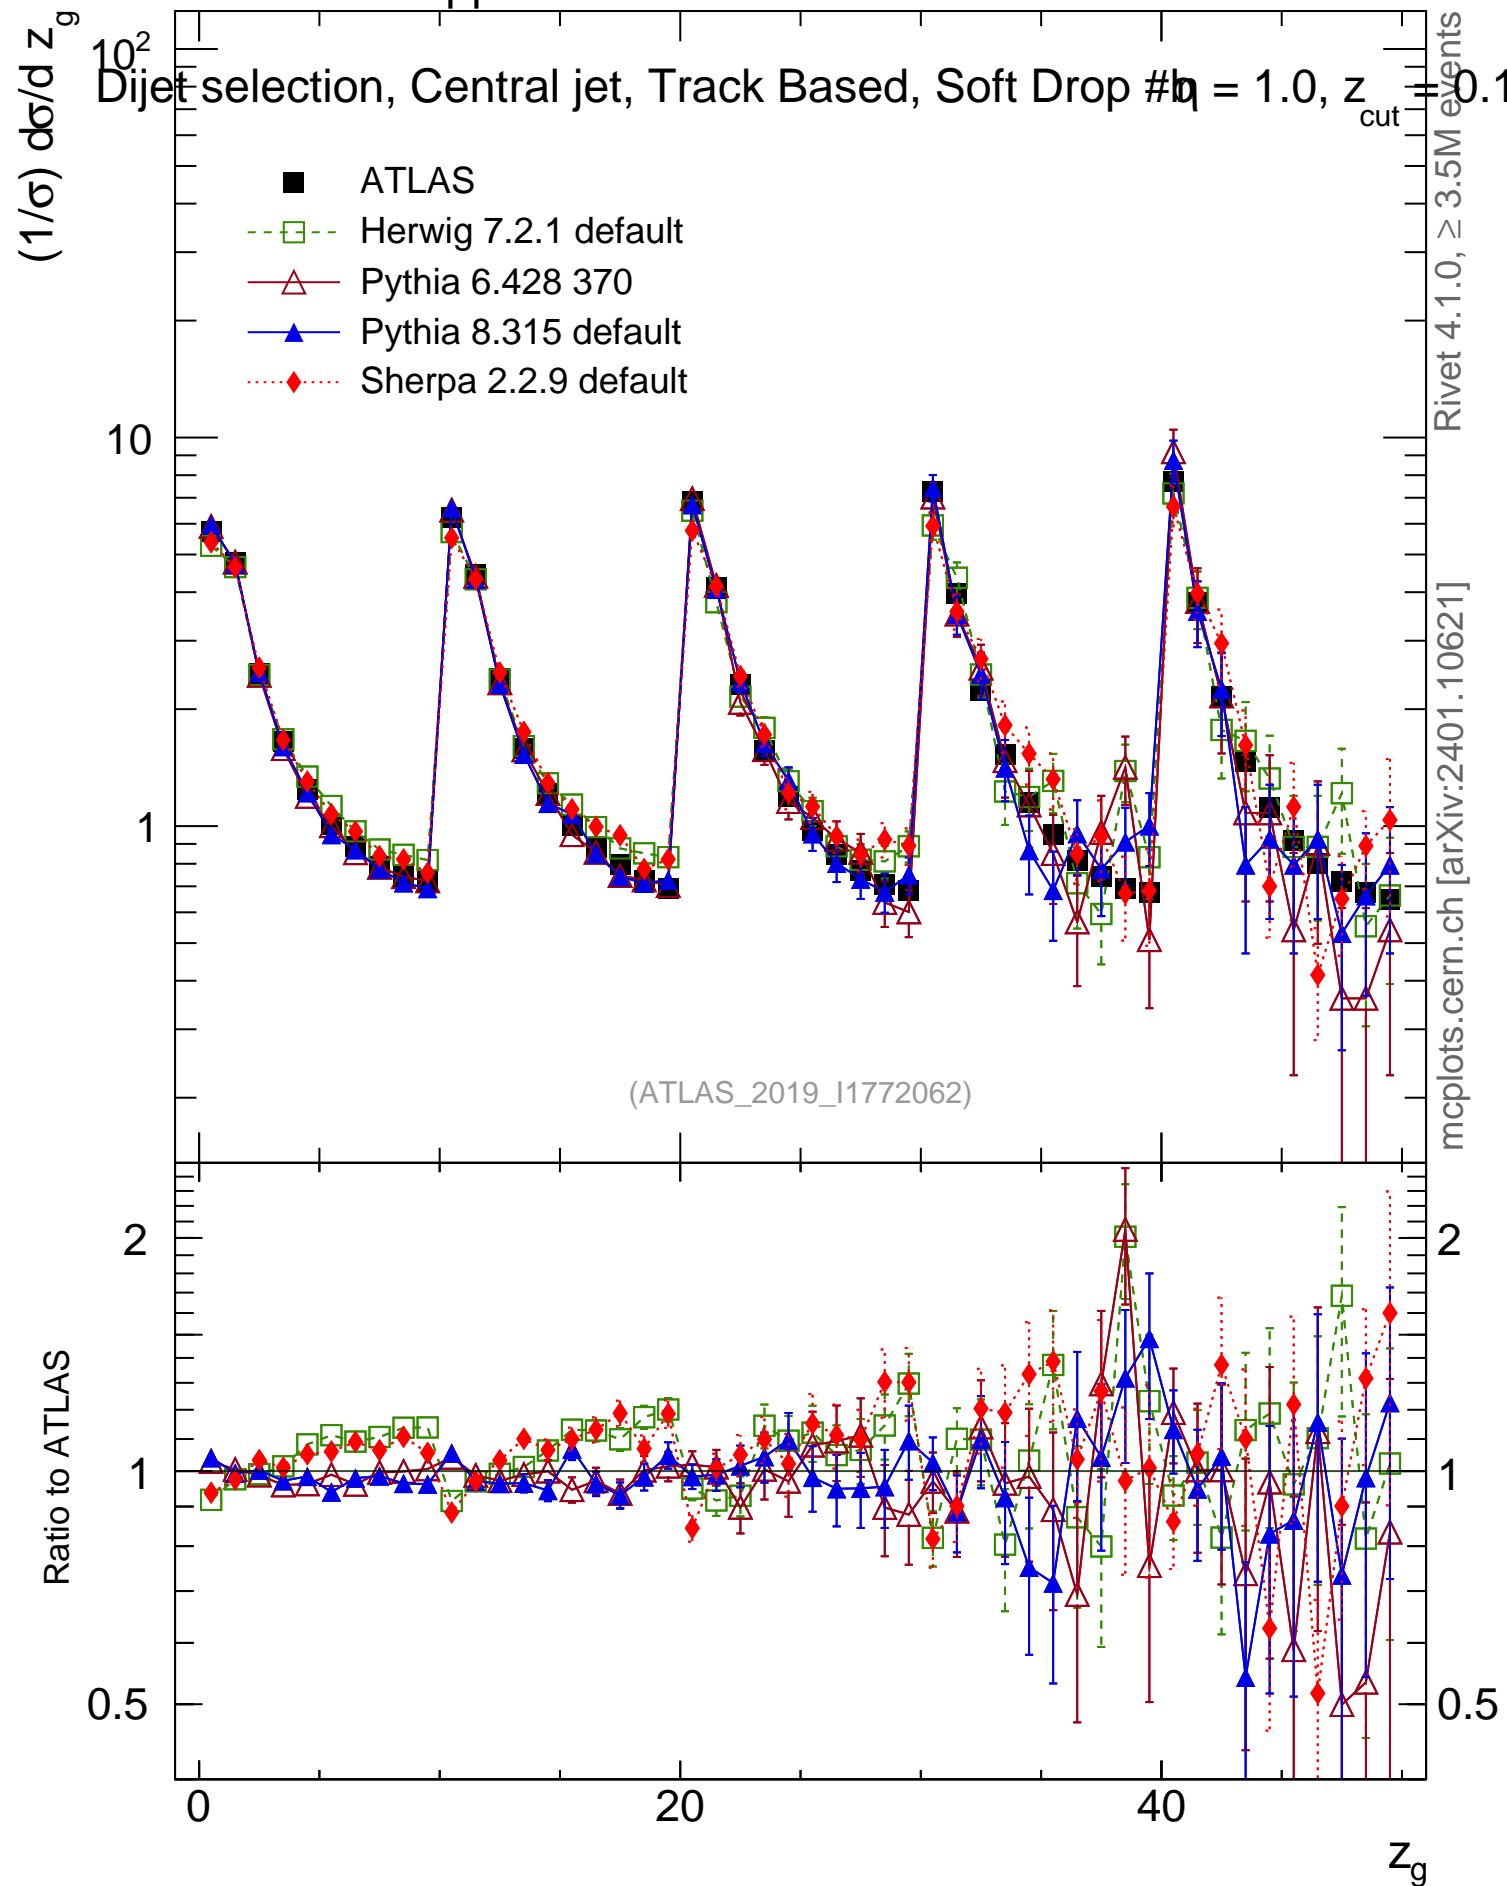 (1/σ) dσ/d z_g
10²
Dijet selection, Central jet, Track Based, Soft Drop #b = 1.0, z_cut = 0.1
ATLAS
Herwig 7.2.1 default
Pythia 6.428 370
Pythia 8.315 default
Sherpa 2.2.9 default
10
1
(ATLAS_2019_I1772062)
Rivet 4.1.0, ≥ 3.5M events
mcplots.cern.ch [arXiv:2401.10621]
Ratio to ATLAS
2
1
0.5
2
1
0.5
0
20
40
z_g